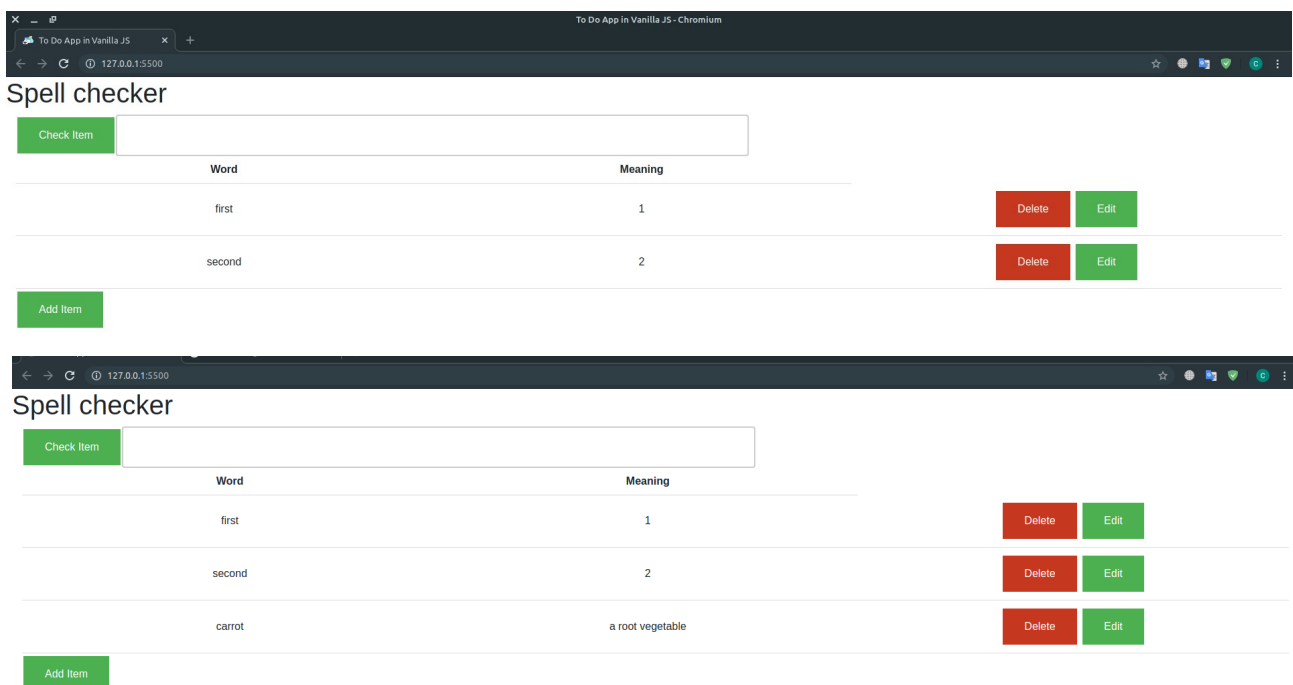 To Do App in Vanilla JS - Chromium
To Do App in Vanilla JS
127.0.0.1:5500
C
Spell checker
Check Item
Word Meaning
first 1 Delete Edit
second 2 Delete Edit
Add Item
127.0.0.1:5500
C
Spell checker
Check Item
Word Meaning
first 1 Delete Edit
second 2 Delete Edit
carrot a root vegetable Delete Edit
Add Item